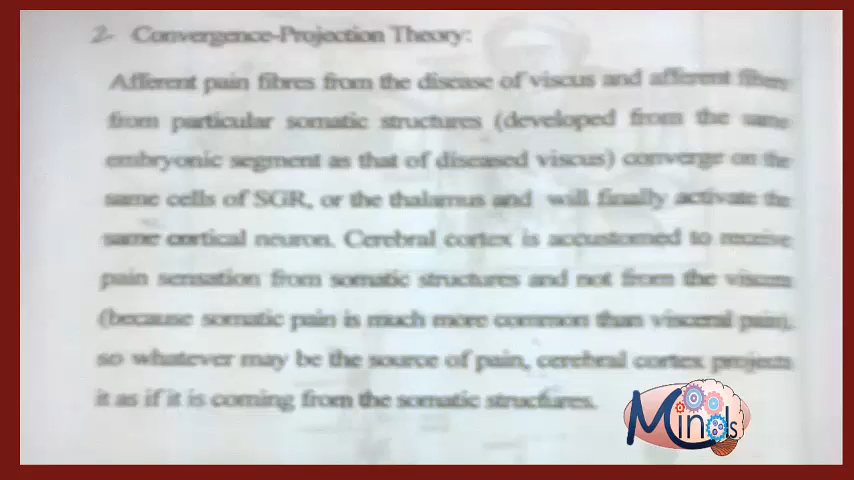 2- Convergence-Projection Theory:
Afferent pain fibres from the disease of viscus and afferent fibers
from particular somatic structures (developed from the same
embryonic segment as that of diseased viscus) converge on the
same cells of SGR, or the thalamus and will finally activate the
same cortical neuron. Cerebral cortex is accustomed to receive
pain sensation from somatic structures and not from the viscera
(because somatic pain is much more common than visceral pain),
so whatever may be the source of pain, cerebral cortex projects
it as if it is coming from the somatic structures.
Minds